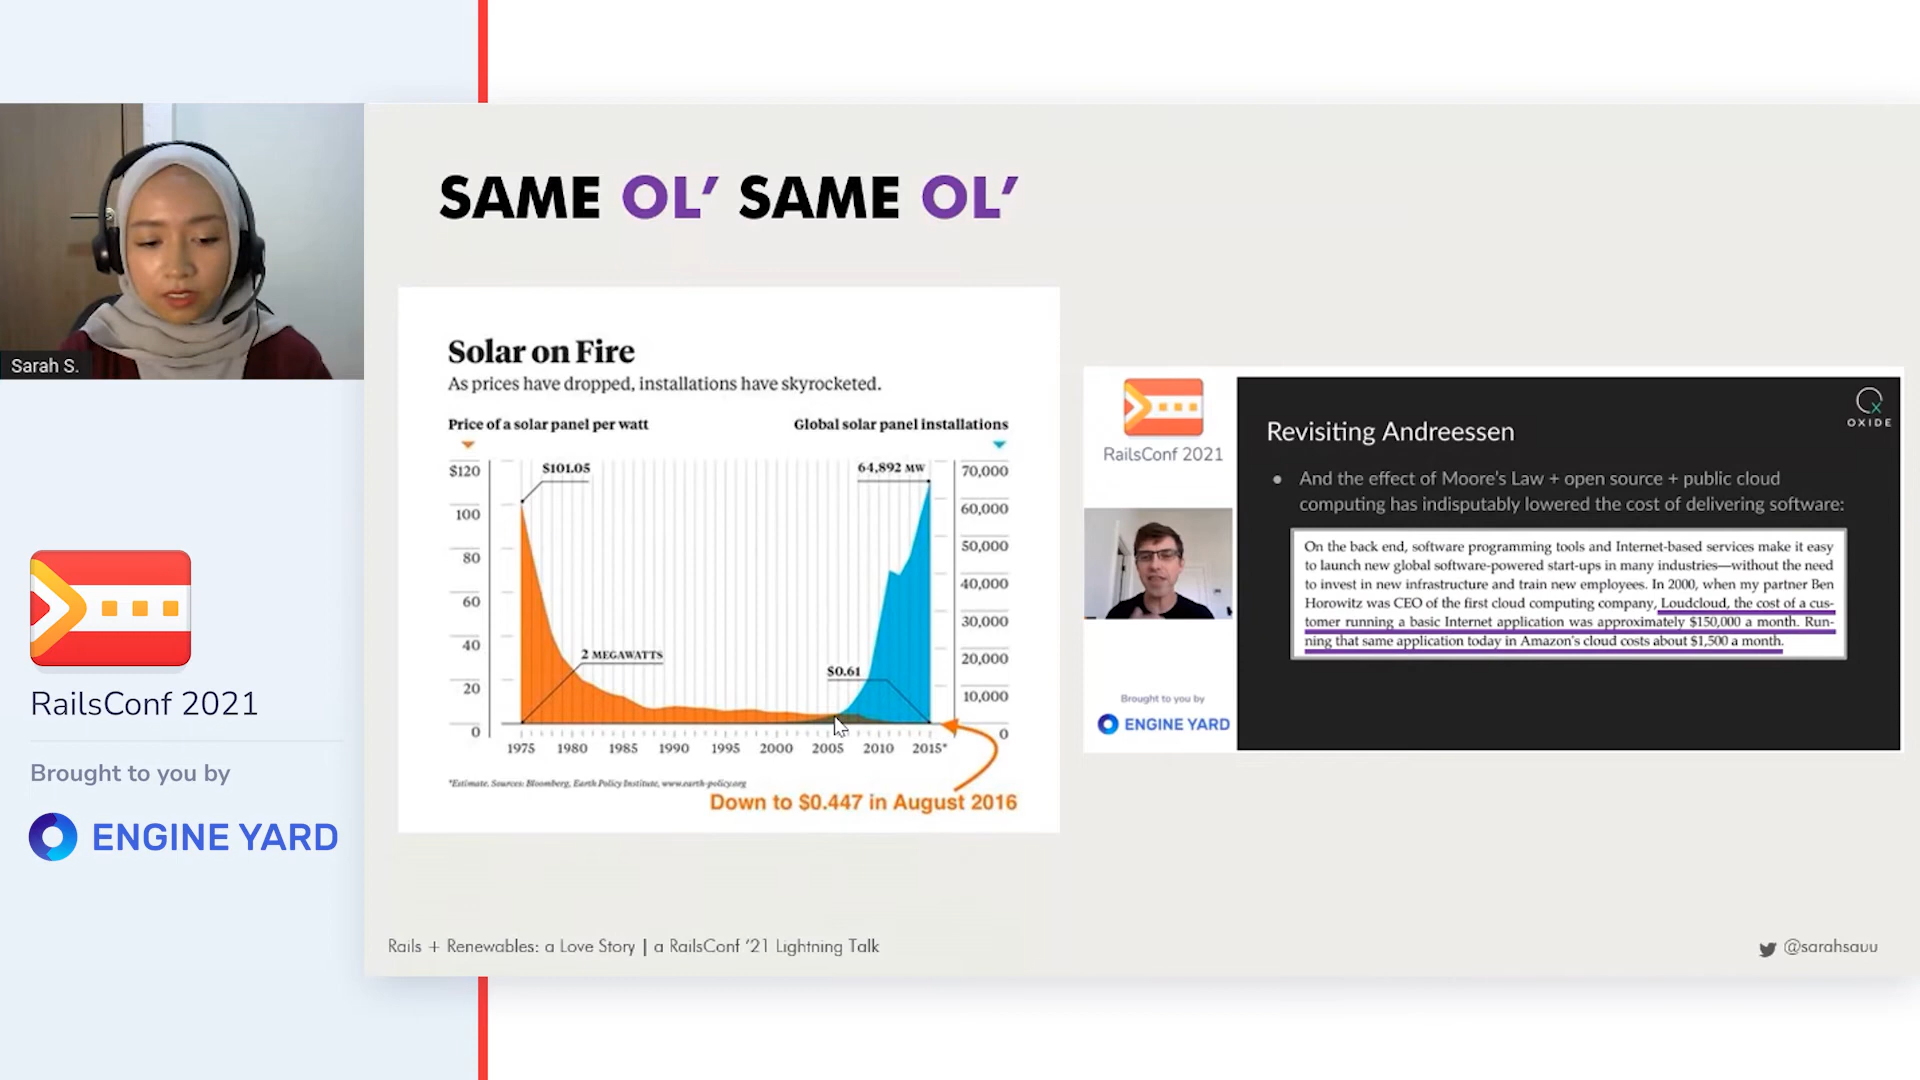 Sarah S.
RailsConf 2021
Brought to you by
ENGINE YARD
SAME OL’ SAME OL’
Solar on Fire
As prices have dropped, installations have skyrocketed.
Price of a solar panel per watt
Global solar panel installations
$120
100
80
60
40
20
0
$101.05
2 MEGAWATTS
64,892 MW
$0.61
70,000
60,000
50,000
40,000
30,000
20,000
10,000
0
1975 1980 1985 1990 1995 2000 2005 2010 2015*
*Estimate. Sources: Bloomberg, Earth Policy Institute, www.earth-policy.org
Down to $0.447 in August 2016
RailsConf 2021
Brought to you by
ENGINE YARD
OXIDE
Revisiting Andreessen
● And the effect of Moore's Law + open source + public cloud
computing has indisputably lowered the cost of delivering software:
On the back end, software programming tools and Internet-based services make it easy
to launch new global software-powered start-ups in many industries—without the need
to invest in new infrastructure and train new employees. In 2000, when my partner Ben
Horowitz was CEO of the first cloud computing company, Loudcloud, the cost of a cus-
tomer running a basic Internet application was approximately $150,000 a month. Run-
ning that same application today in Amazon's cloud costs about $1,500 a month.
Rails + Renewables: a Love Story | a RailsConf ’21 Lightning Talk
@sarahsauu